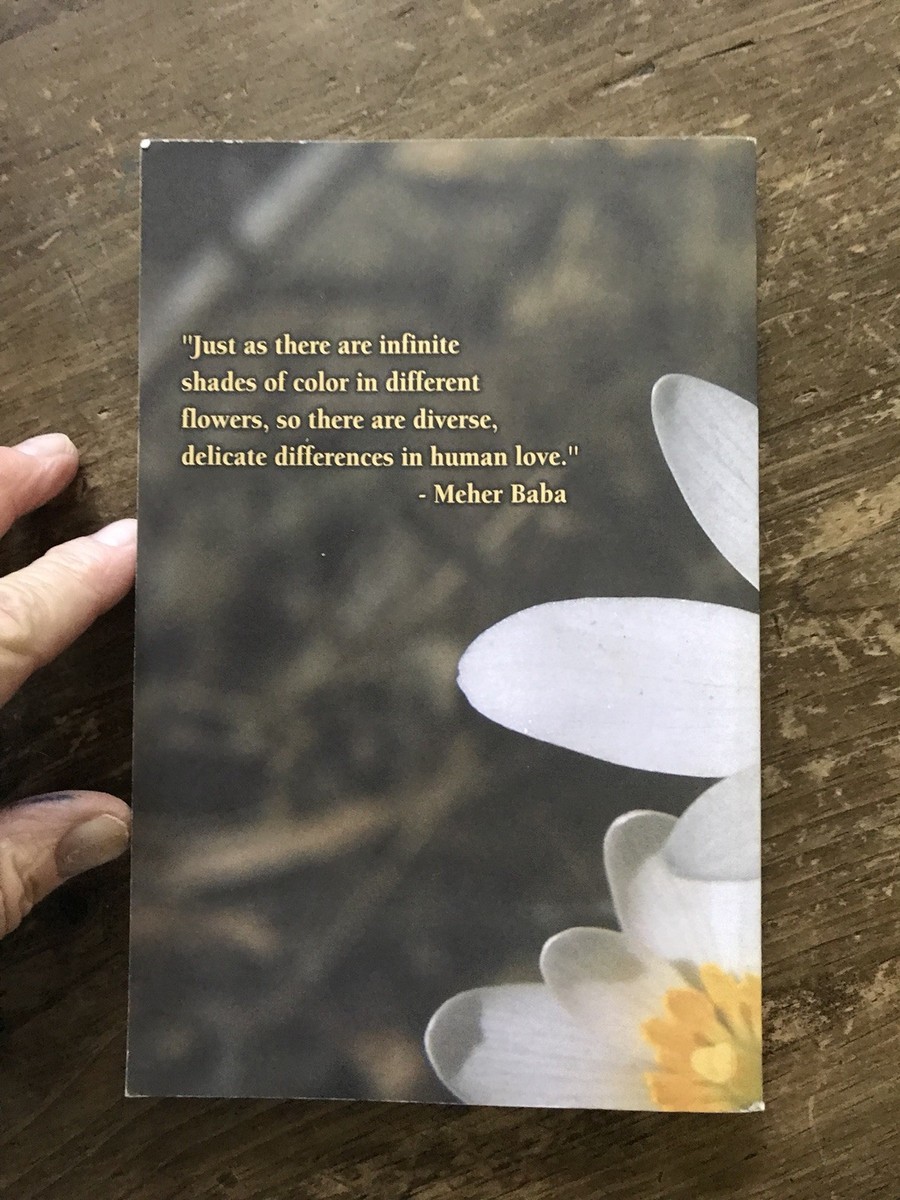 "Just as there are infinite
shades of color in different
flowers, so there are diverse,
delicate differences in human love."
- Meher Baba